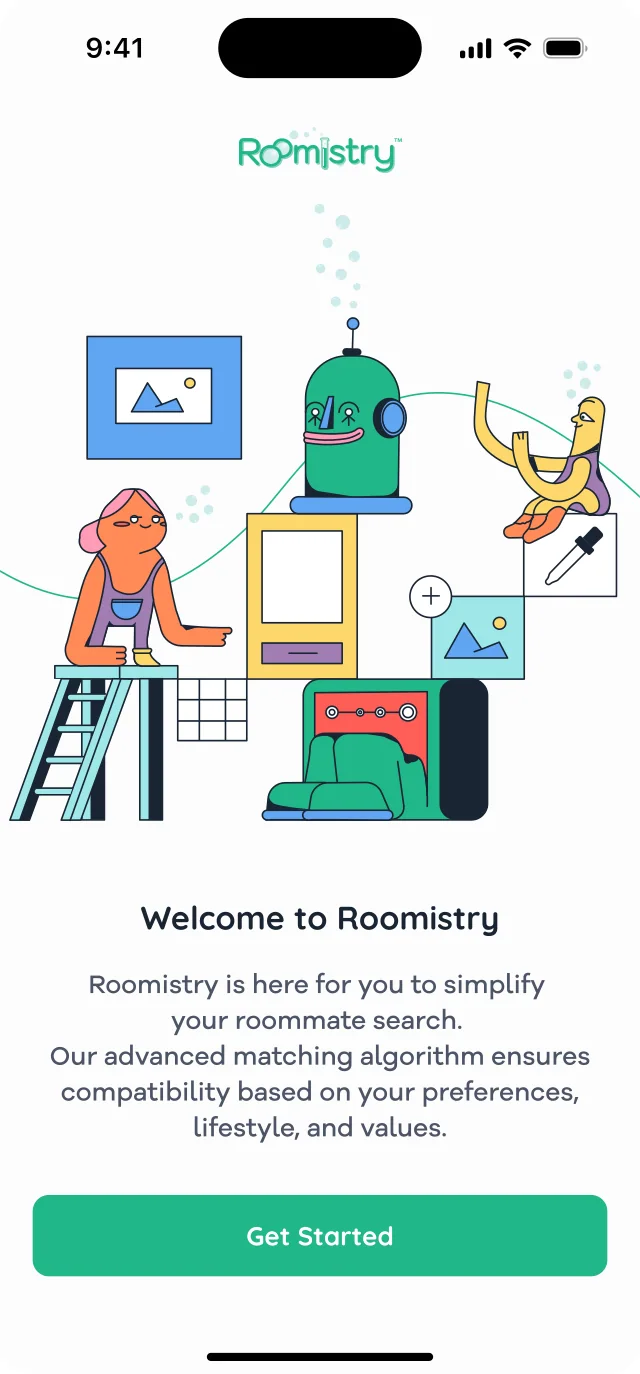 9:41
Roomistry™
Welcome to Roomistry
Roomistry is here for you to simplify
your roommate search.
Our advanced matching algorithm ensures
compatibility based on your preferences,
lifestyle, and values.
Get Started